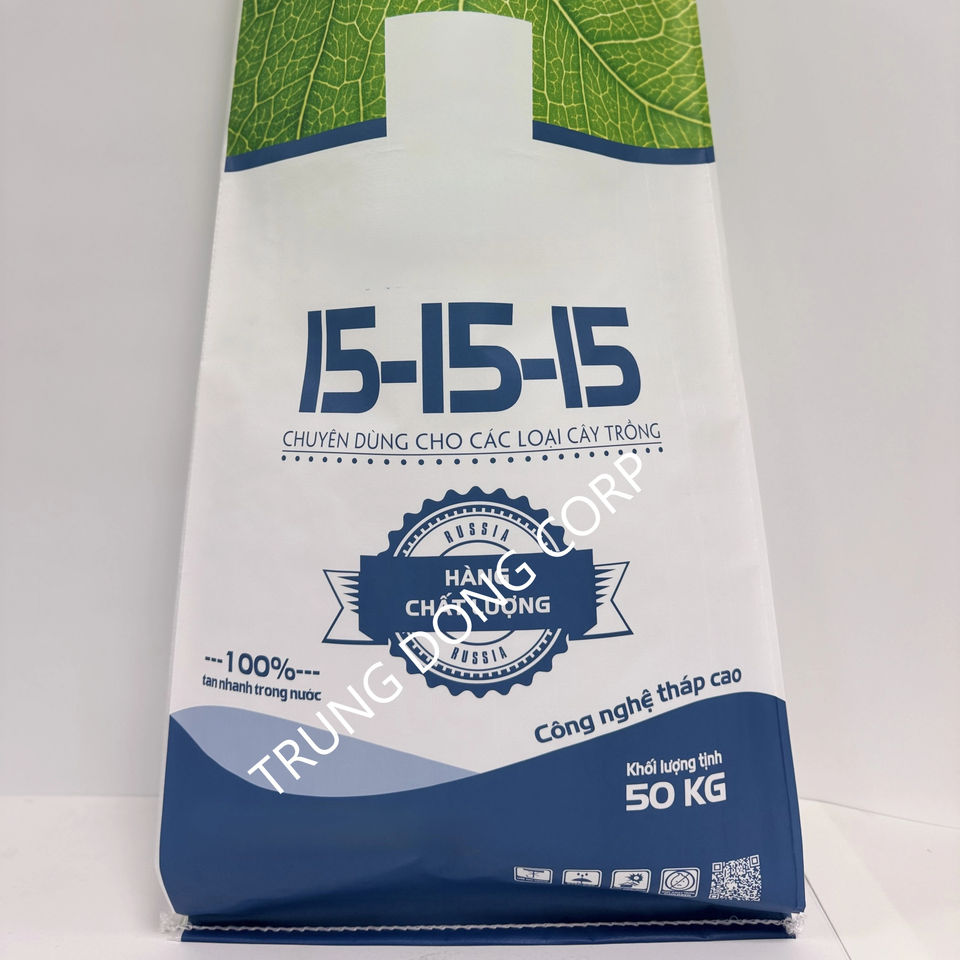 15-15-15
CHUYÊN DÙNG CHO CÁC LOẠI CÂY TRỒNG
RUSSIA
HÀNG
CHẤT LƯỢNG
RUSSIA
---100%---
tan nhanh trong nước
Công nghệ tháp cao
Khối lượng tịnh
50 KG
TRUNG DONG CORP